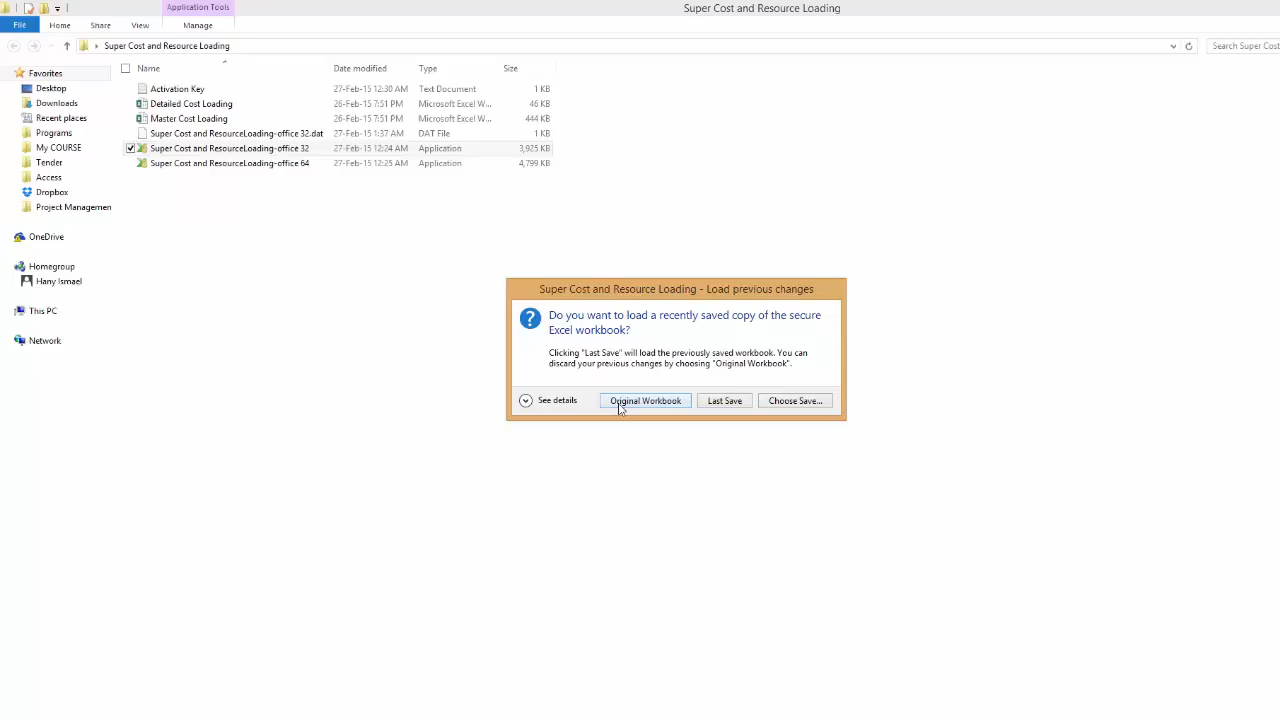 Application Tools
Super Cost and Resource Loading
File Home Share View Manage
Super Cost and Resource Loading
Search Super Cost
Name Date modified Type Size
Favorites
Desktop
Downloads
Recent places
Programs
My COURSE
Tender
Access
Dropbox
Project Managemen
OneDrive
Homegroup
Hany Ismael
This PC
Network
Activation Key 27-Feb-15 12:30 AM Text Document 1 KB
Detailed Cost Loading 26-Feb-15 7:51 PM Microsoft Excel W... 46 KB
Master Cost Loading 26-Feb-15 7:51 PM Microsoft Excel W... 444 KB
Super Cost and ResourceLoading-office 32.dat 27-Feb-15 1:37 AM DAT File 1 KB
Super Cost and ResourceLoading-office 32 27-Feb-15 12:24 AM Application 3,925 KB
Super Cost and ResourceLoading-office 64 27-Feb-15 12:25 AM Application 4,799 KB
Super Cost and Resource Loading - Load previous changes
Do you want to load a recently saved copy of the secure
Excel workbook?
Clicking "Last Save" will load the previously saved workbook. You can
discard your previous changes by choosing "Original Workbook".
See details Original Workbook Last Save Choose Save...